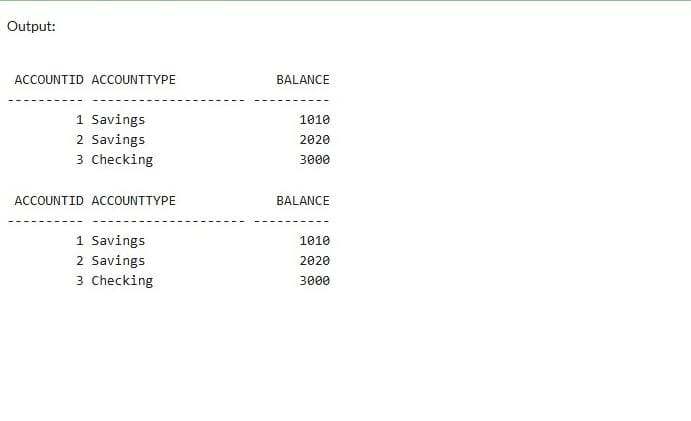 Output:
ACCOUNTID ACCOUNTTYPE BALANCE
---------- -------------------- ----------
1 Savings 1010
2 Savings 2020
3 Checking 3000
ACCOUNTID ACCOUNTTYPE BALANCE
---------- -------------------- ----------
1 Savings 1010
2 Savings 2020
3 Checking 3000